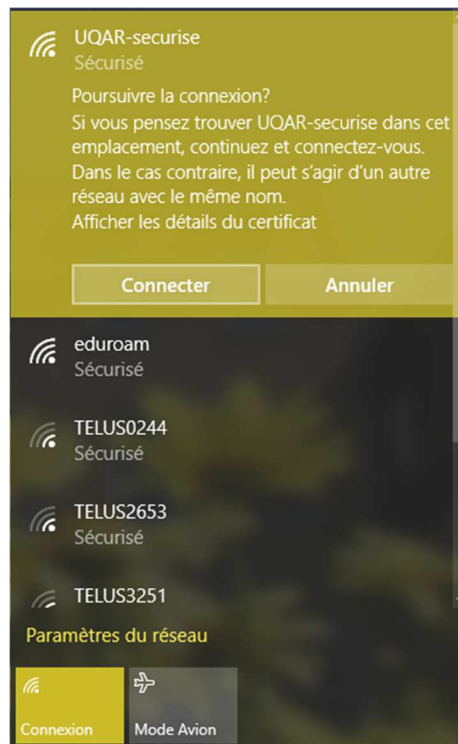 UQAR-securise
Sécurisé
Poursuivre la connexion?
Si vous pensez trouver UQAR-securise dans cet
emplacement, continuez et connectez-vous.
Dans le cas contraire, il peut s'agir d'un autre
réseau avec le même nom.
Afficher les détails du certificat
Connecter Annuler
eduroam
Sécurisé
TELUS0244
Sécurisé
TELUS2653
Sécurisé
TELUS3251
Paramètres du réseau
Connexion Mode Avion